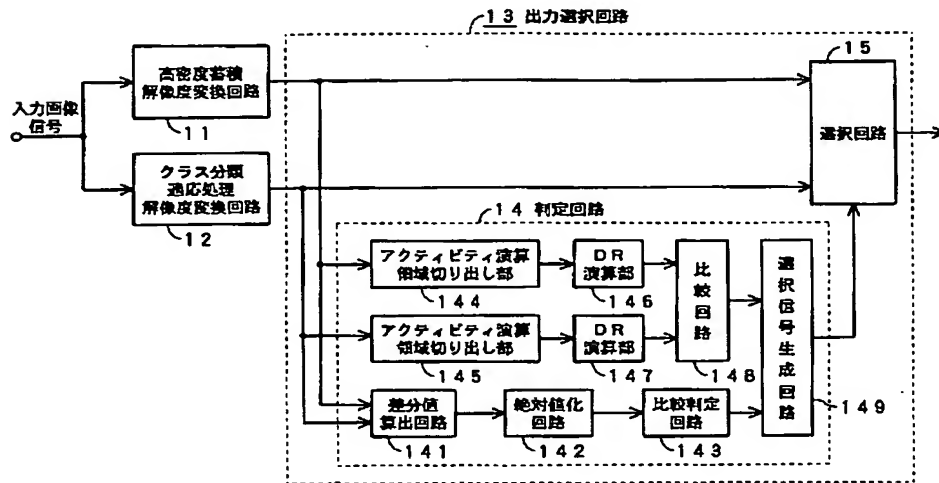 13 出力選択回路
入力画像
信号
高密度蓄積
解像度変換回路
11
クラス分類
適応処理
解像度変換回路
12
15
選択回路
14 判定回路
アクティビティ演算
領域切り出し部
144
DR
演算部
146
比較回路
148
アクティビティ演算
領域切り出し部
145
DR
演算部
147
選択信号生成回路
149
差分値
算出回路
141
絶対値化
回路
142
比較判定
回路
143